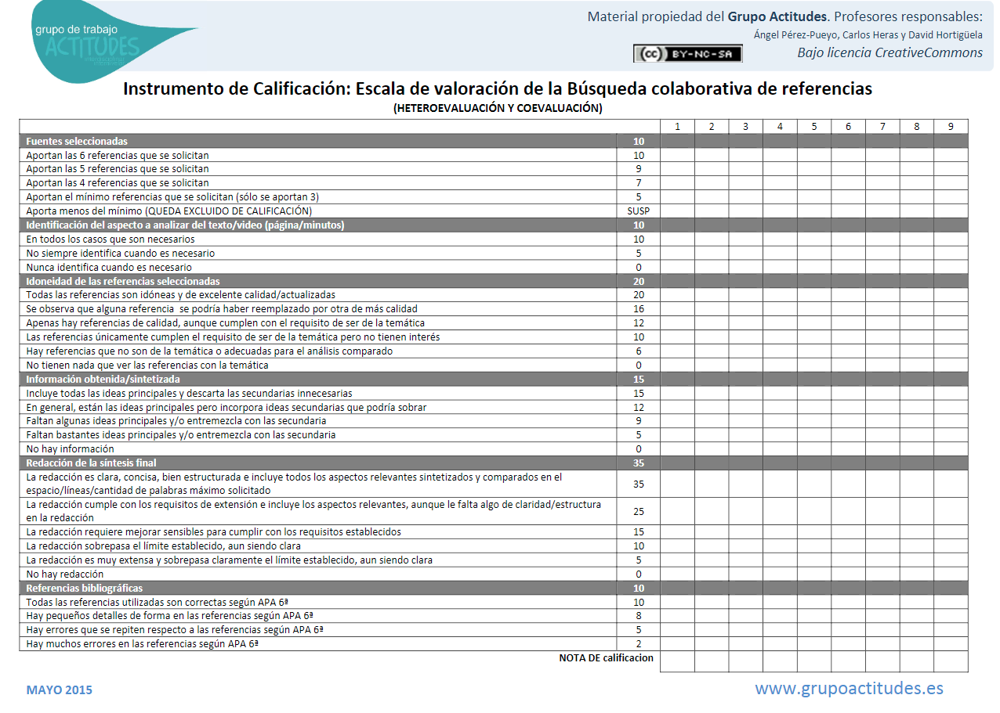 grupo de trabajo
ACTITUDES
Material propiedad del Grupo Actitudes. Profesores responsables:
Ángel Pérez-Pueyo, Carlos Heras y David Hortigüela
(cc) BY-NC-SA
Bajo licencia CreativeCommons
Instrumento de Calificación: Escala de valoración de la Búsqueda colaborativa de referencias
(HETEROEVALUACIÓN Y COEVALUACIÓN)
1 2 3 4 5 6 7 8 9
Fuentes seleccionadas 10
Aportan las 6 referencias que se solicitan 10
Aportan las 5 referencias que se solicitan 9
Aportan las 4 referencias que se solicitan 7
Aportan el mínimo referencias que se solicitan (sólo se aportan 3) 5
Aporta menos del mínimo (QUEDA EXCLUIDO DE CALIFICACIÓN) SUSP
Identificación del aspecto a analizar del texto/video (página/minutos) 10
En todos los casos que son necesarios 10
No siempre identifica cuando es necesario 5
Nunca identifica cuando es necesario 0
Idoneidad de las referencias seleccionadas 20
Todas las referencias son idóneas y de excelente calidad/actualizadas 20
Se observa que alguna referencia se podría haber reemplazado por otra de más calidad 16
Apenas hay referencias de calidad, aunque cumplen con el requisito de ser de la temática 12
Las referencias únicamente cumplen el requisito de ser de la temática pero no tienen interés 10
Hay referencias que no son de la temática o adecuadas para el análisis comparado 6
No tienen nada que ver las referencias con la temática 0
Información obtenida/sintetizada 15
Incluye todas las ideas principales y descarta las secundarias innecesarias 15
En general, están las ideas principales pero incorpora ideas secundarias que podría sobrar 12
Faltan algunas ideas principales y/o entremezcla con las secundaria 9
Faltan bastantes ideas principales y/o entremezcla con las secundaria 5
No hay información 0
Redacción de la síntesis final 35
La redacción es clara, concisa, bien estructurada e incluye todos los aspectos relevantes sintetizados y comparados en el
espacio/líneas/cantidad de palabras máximo solicitado 35
La redacción cumple con los requisitos de extensión e incluye los aspectos relevantes, aunque le falta algo de claridad/estructura
en la redacción 25
La redacción requiere mejorar sensibles para cumplir con los requisitos establecidos 15
La redacción sobrepasa el límite establecido, aun siendo clara 10
La redacción es muy extensa y sobrepasa claramente el límite establecido, aun siendo clara 5
No hay redacción 0
Referencias bibliográficas 10
Todas las referencias utilizadas son correctas según APA 6ª 10
Hay pequeños detalles de forma en las referencias según APA 6ª 8
Hay errores que se repiten respecto a las referencias según APA 6ª 5
Hay muchos errores en las referencias según APA 6ª 2
NOTA DE calificacion
MAYO 2015
www.grupoactitudes.es